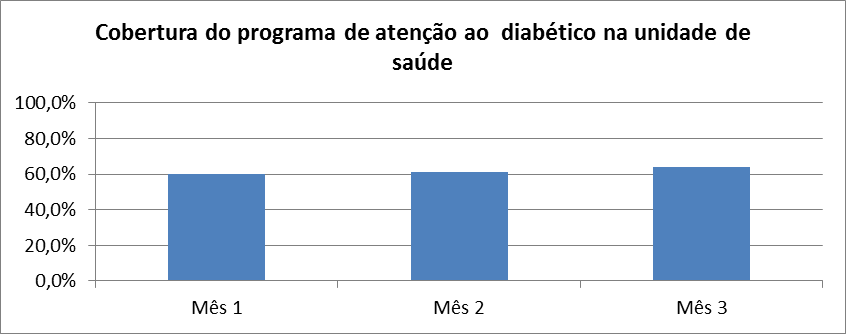 Cobertura do programa de atenção ao  diabético na unidade de
saúde
100,0%
80,0%
60,0%
40,0%
20,0%
0,0%
Mês 1 Mês 2 Mês 3